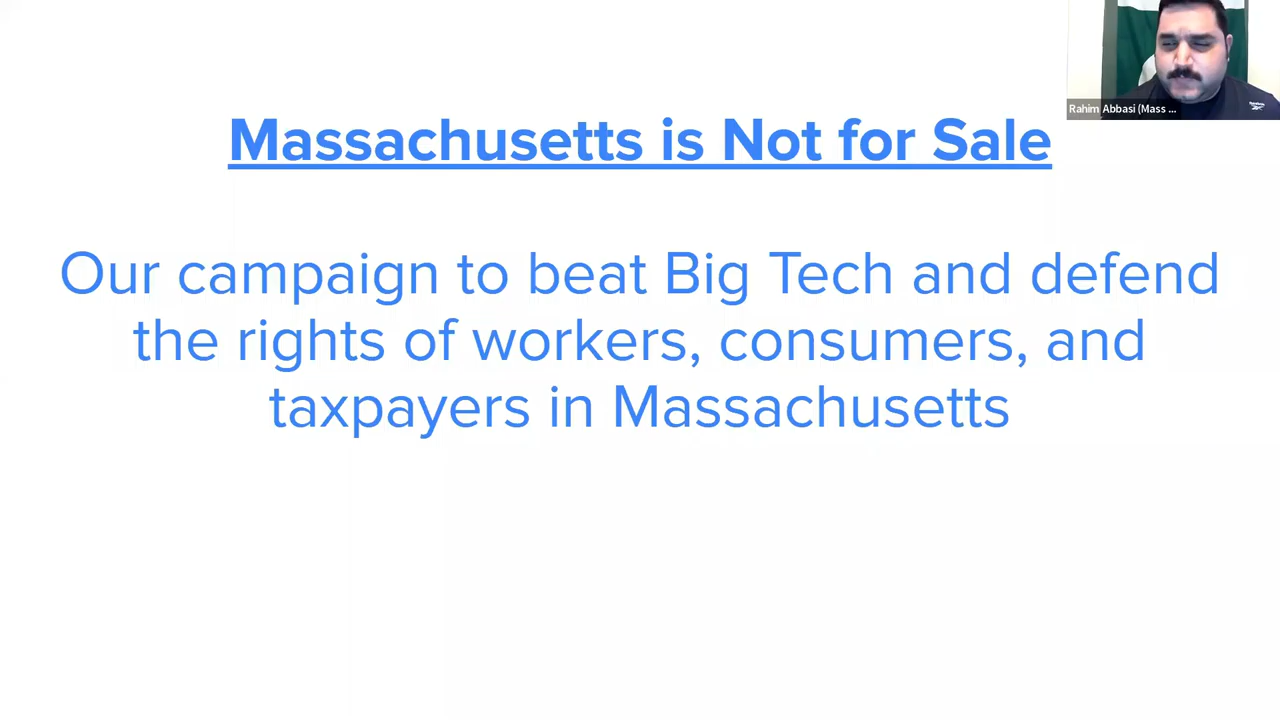 Massachusetts is Not for Sale
Our campaign to beat Big Tech and defend
the rights of workers, consumers, and
taxpayers in Massachusetts
Rahim Abbasi (Mass ...
Reebok